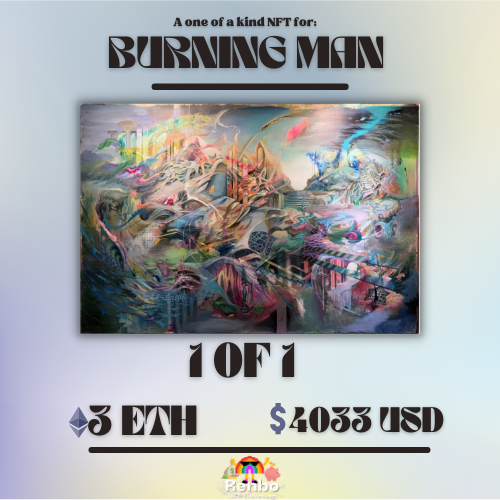 A one of a kind NFT for:
BURNING MAN
1 OF 1
3 ETH
$4033 USD
Renbo